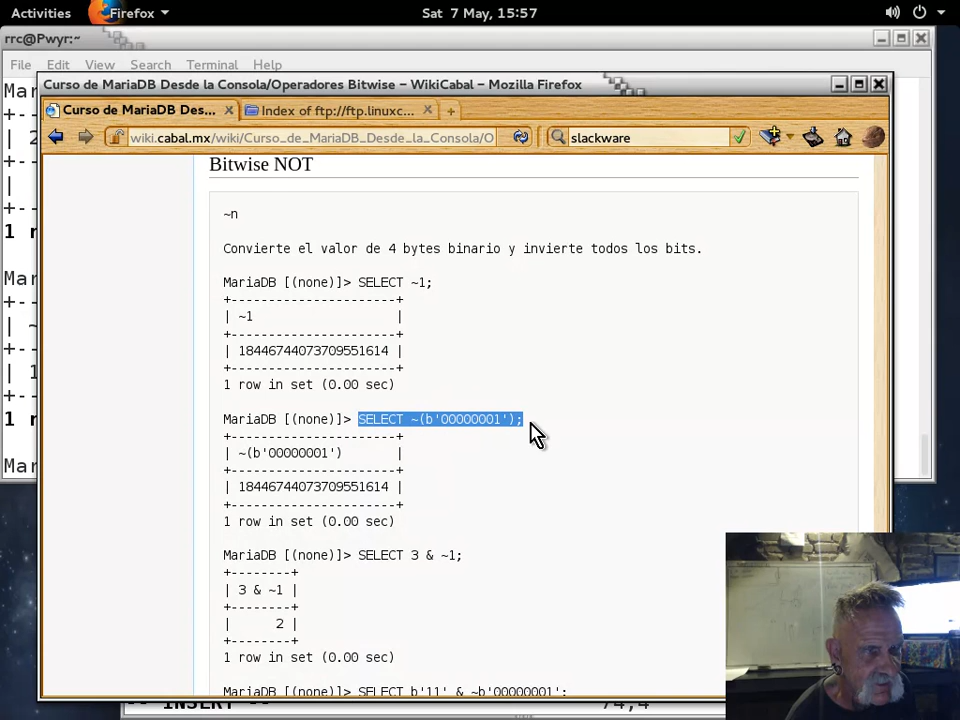 Activities Firefox Sat 7 May, 15:57
rrc@Pwyr:~
File Edit View Search Terminal Help
Curso de MariaDB Desde la Consola/Operadores Bitwise – WikiCabal – Mozilla Firefox
Curso de MariaDB Des... Index of ftp://ftp.linuxc...
wiki.cabal.mx/wiki/Curso_de_MariaDB_Desde_la_Consola/O slackware
Bitwise NOT
~n
Convierte el valor de 4 bytes binario y invierte todos los bits.
MariaDB [(none)]> SELECT ~1;
+----------------------+
| ~1                   |
+----------------------+
| 18446744073709551614 |
+----------------------+
1 row in set (0.00 sec)
MariaDB [(none)]> SELECT ~(b'00000001');
+----------------------+
| ~(b'00000001')       |
+----------------------+
| 18446744073709551614 |
+----------------------+
1 row in set (0.00 sec)
MariaDB [(none)]> SELECT 3 & ~1;
+--------+
| 3 & ~1 |
+--------+
|      2 |
+--------+
1 row in set (0.00 sec)
MariaDB [(none)]> SELECT b'11' & ~b'00000001';
-- INSERT -- 74,4